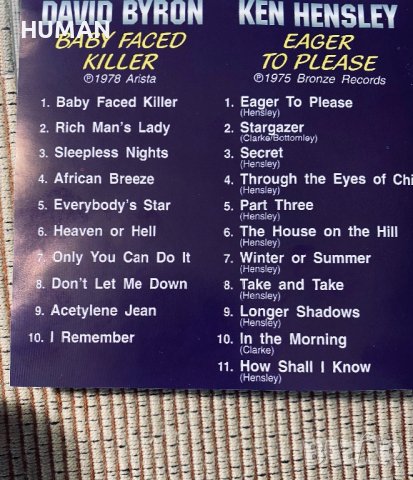 HUMAN
DAVID BYRON
BABY FACED
KILLER
℗1978 Arista
1. Baby Faced Killer
2. Rich Man's Lady
3. Sleepless Nights
4. African Breeze
5. Everybody's Star
6. Heaven or Hell
7. Only You Can Do It
8. Don't Let Me Down
9. Acetylene Jean
10. I Remember
KEN HENSLEY
EAGER
TO PLEASE
℗1975 Bronze Records
1. Eager To Please
(Hensley)
2. Stargazer
(Clarke/Bottomley)
3. Secret
(Hensley)
4. Through the Eyes of Chi
(Hensley)
5. Part Three
(Hensley)
6. The House on the Hill
(Hensley)
7. Winter or Summer
(Hensley)
8. Take and Take
(Hensley)
9. Longer Shadows
(Hensley)
10. In the Morning
(Clarke)
11. How Shall I Know
(Hensley)